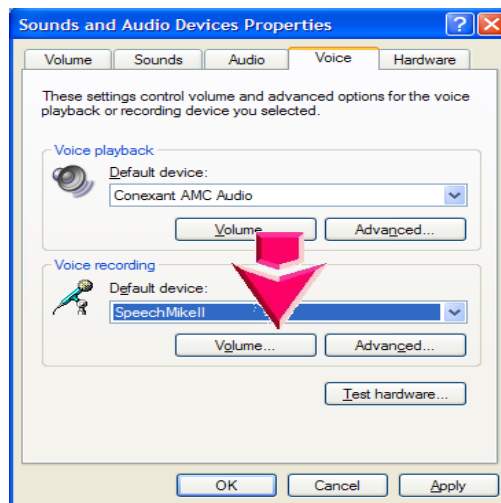 Sounds and Audio Devices Properties
Volume Sounds Audio Voice Hardware
These settings control volume and advanced options for the voice
playback or recording device you selected.
Voice playback
Default device:
Conexant AMC Audio
Volume... Advanced...
Voice recording
Default device:
SpeechMikeII
Volume... Advanced...
Test hardware...
OK Cancel Apply